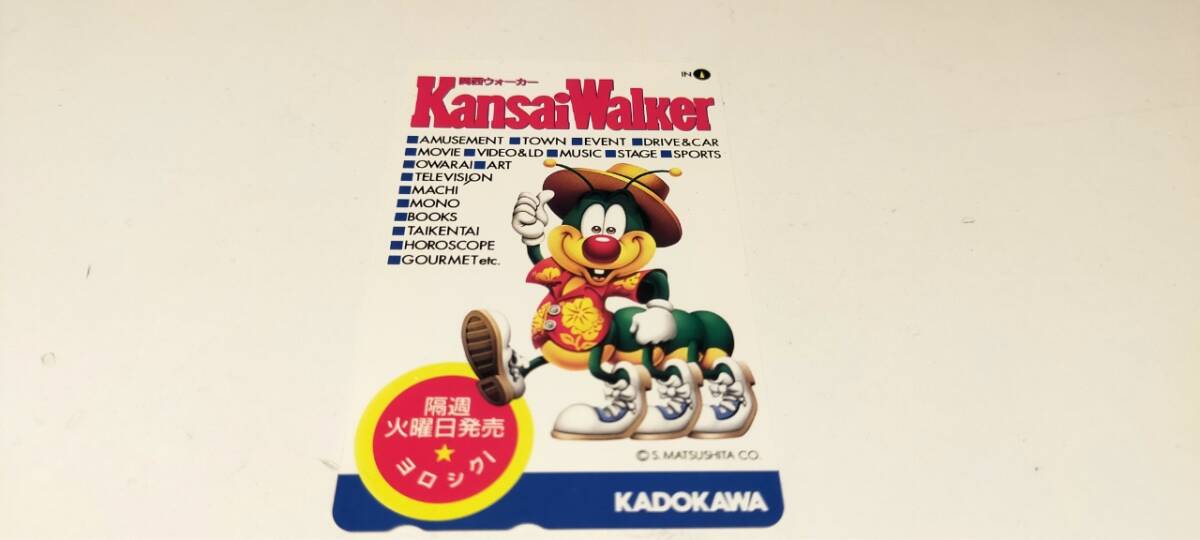 IN
関西ウォーカー
KansaiWalker
■AMUSEMENT ■TOWN ■EVENT ■DRIVE&CAR
■MOVIE ■VIDEO&LD ■MUSIC ■STAGE ■SPORTS
■OWARAI ■ART
■TELEVISION
■MACHI
■MONO
■BOOKS
■TAIKENTAI
■HOROSCOPE
■GOURMET etc.
隔週
火曜日発売
★
ヨロシクー
© S. MATSUSHITA CO.
KADOKAWA